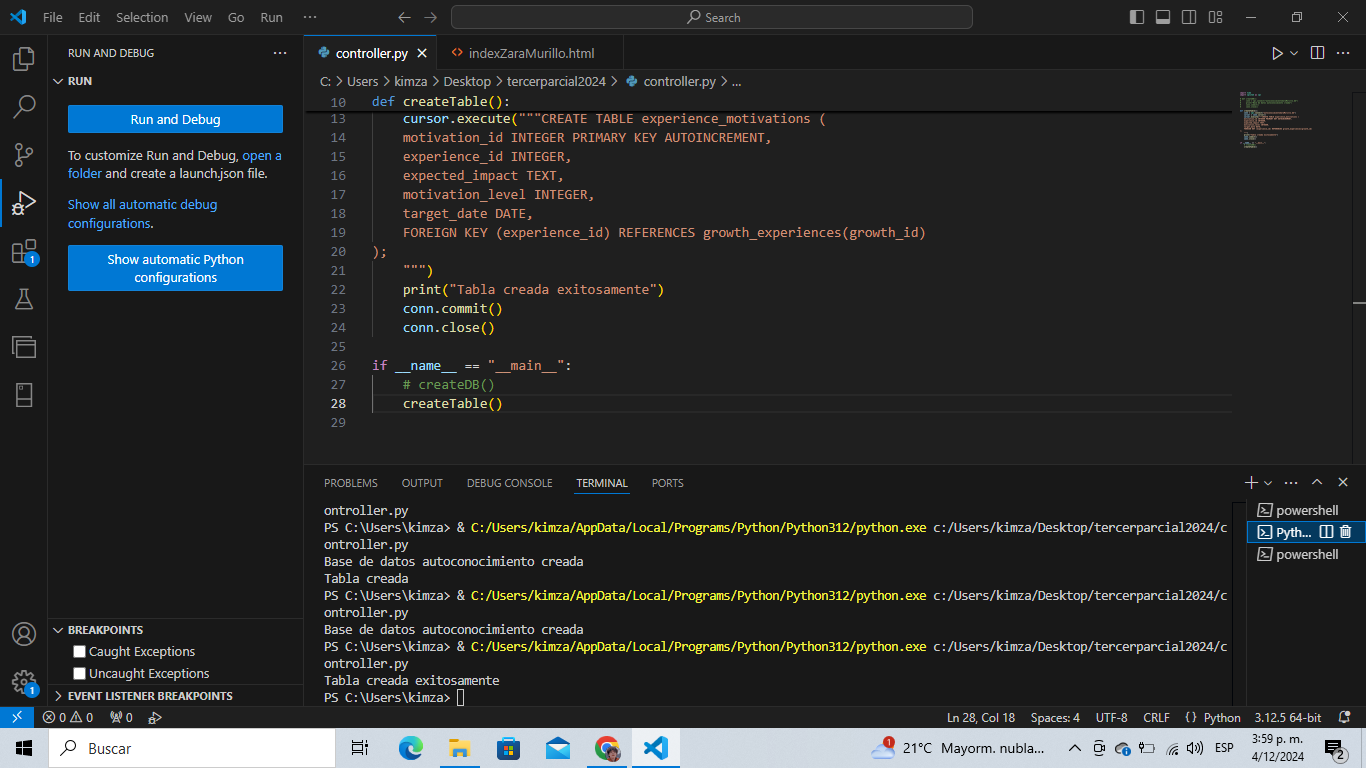 File Edit Selection View Go Run ··· Search
RUN AND DEBUG ···
RUN
Run and Debug
To customize Run and Debug, open a
folder and create a launch.json file.
Show all automatic debug
configurations.
Show automatic Python
configurations
1
BREAKPOINTS
Caught Exceptions
Uncaught Exceptions
EVENT LISTENER BREAKPOINTS
1
controller.py indexZaraMurillo.html
C: > Users > kimza > Desktop > tercerparcial2024 > controller.py > ...
10 def createTable():
13 cursor.execute("""CREATE TABLE experience_motivations (
14 motivation_id INTEGER PRIMARY KEY AUTOINCREMENT,
15 experience_id INTEGER,
16 expected_impact TEXT,
17 motivation_level INTEGER,
18 target_date DATE,
19 FOREIGN KEY (experience_id) REFERENCES growth_experiences(growth_id)
20 );
21 """)
22 print("Tabla creada exitosamente")
23 conn.commit()
24 conn.close()
25
26 if __name__ == "__main__":
27 # createDB()
28 createTable()
29
PROBLEMS OUTPUT DEBUG CONSOLE TERMINAL PORTS
ontroller.py
PS C:\Users\kimza> & C:/Users/kimza/AppData/Local/Programs/Python/Python312/python.exe c:/Users/kimza/Desktop/tercerparcial2024/c
ontroller.py
Base de datos autoconocimiento creada
Tabla creada
PS C:\Users\kimza> & C:/Users/kimza/AppData/Local/Programs/Python/Python312/python.exe c:/Users/kimza/Desktop/tercerparcial2024/c
ontroller.py
Base de datos autoconocimiento creada
PS C:\Users\kimza> & C:/Users/kimza/AppData/Local/Programs/Python/Python312/python.exe c:/Users/kimza/Desktop/tercerparcial2024/c
ontroller.py
Tabla creada exitosamente
PS C:\Users\kimza>
powershell
Pyth...
powershell
0 0 0 Ln 28, Col 18 Spaces: 4 UTF-8 CRLF {} Python 3.12.5 64-bit
Buscar 1 21°C Mayorm. nubla... ESP 3:59 p. m. 2
4/12/2024